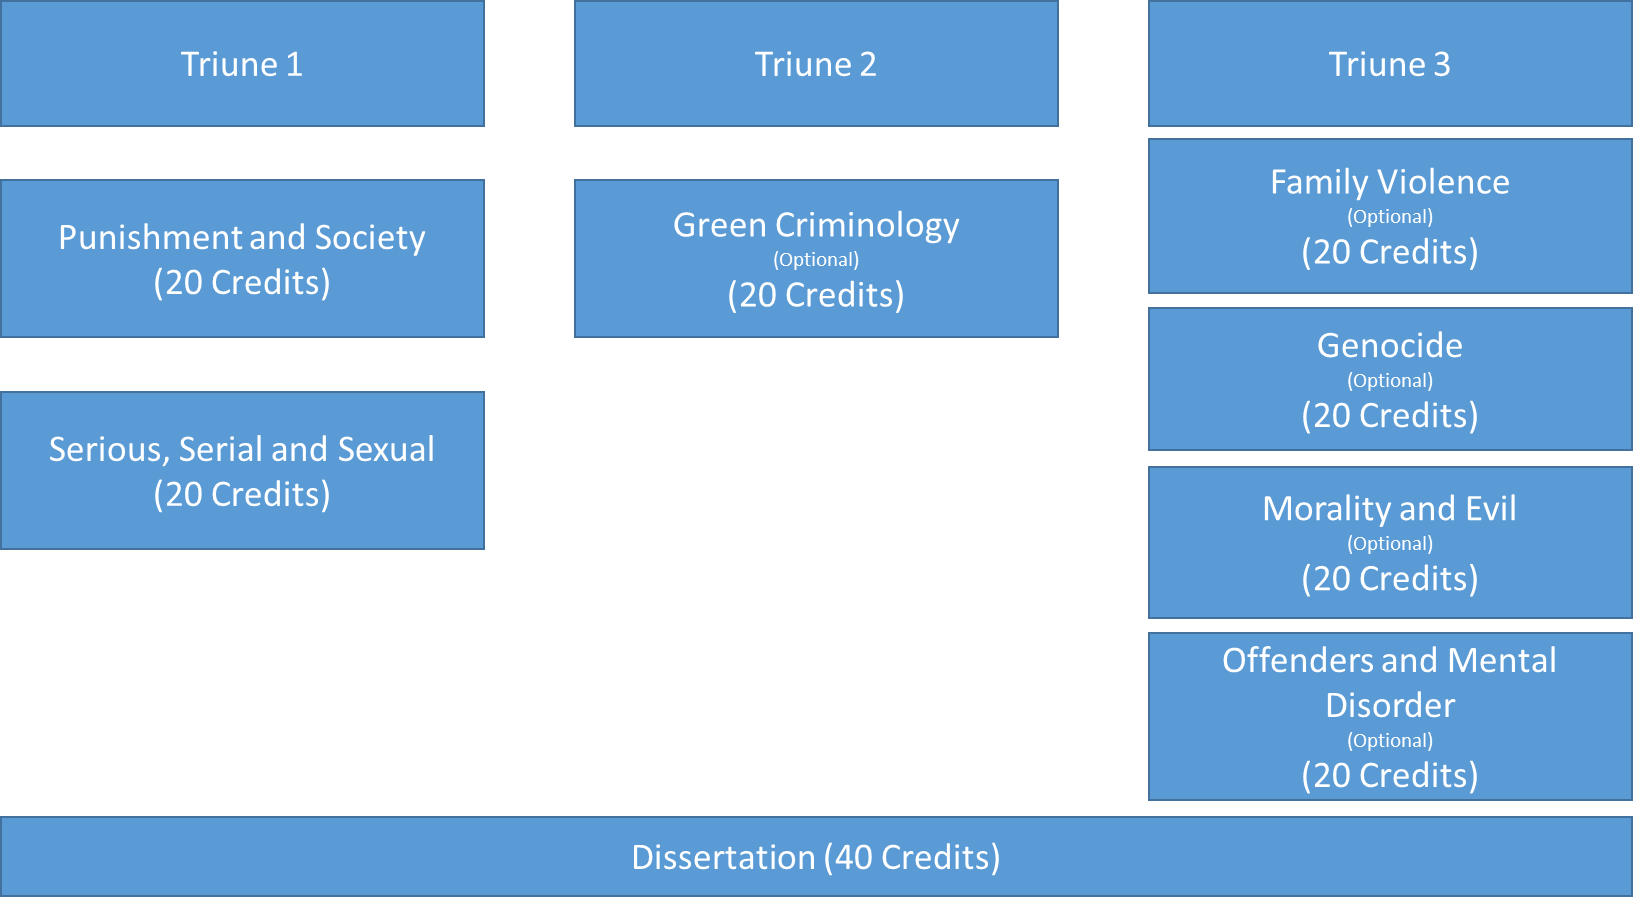 Triune 1
Triune 2
Triune 3
Punishment and Society
(20 Credits)
Serious, Serial and Sexual
(20 Credits)
Green Criminology
(Optional)
(20 Credits)
Family Violence
(Optional)
(20 Credits)
Genocide
(Optional)
(20 Credits)
Morality and Evil
(Optional)
(20 Credits)
Offenders and Mental
Disorder
(Optional)
(20 Credits)
Dissertation (40 Credits)